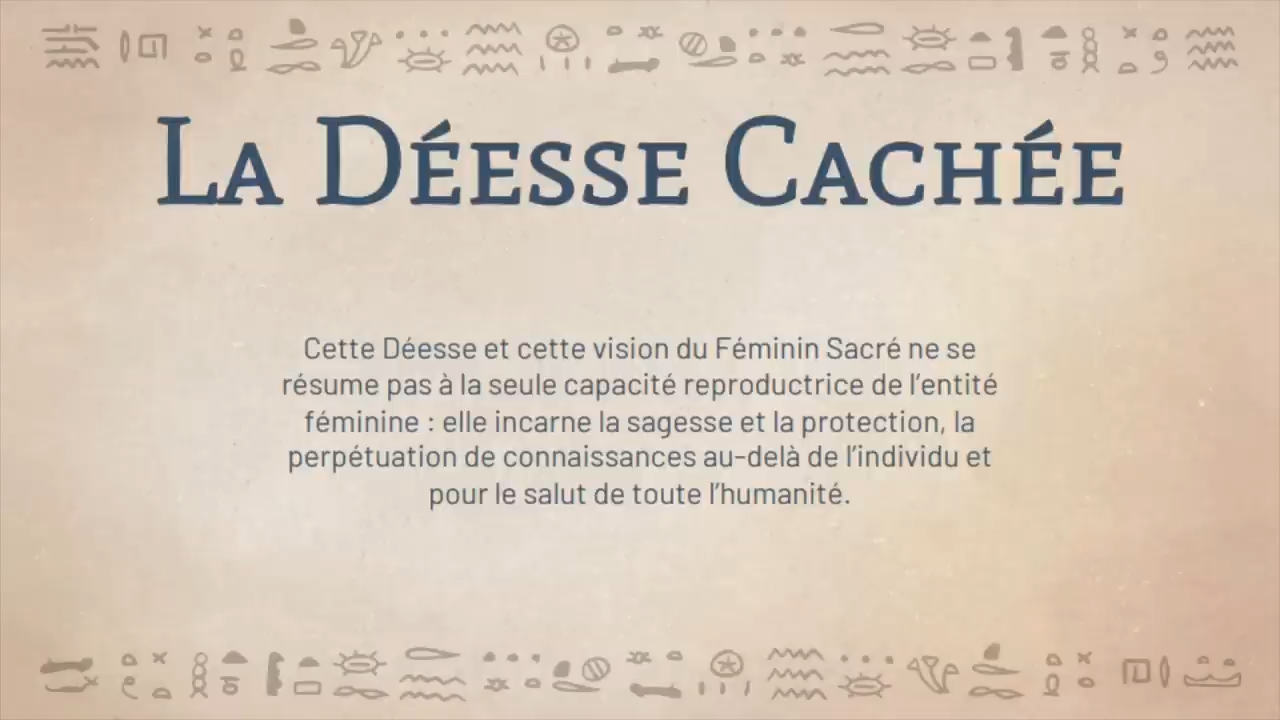 La Déesse Cachée
Cette Déesse et cette vision du Féminin Sacré ne se
résume pas à la seule capacité reproductrice de l'entité
féminine : elle incarne la sagesse et la protection, la
perpétuation de connaissances au-delà de l'individu et
pour le salut de toute l'humanité.